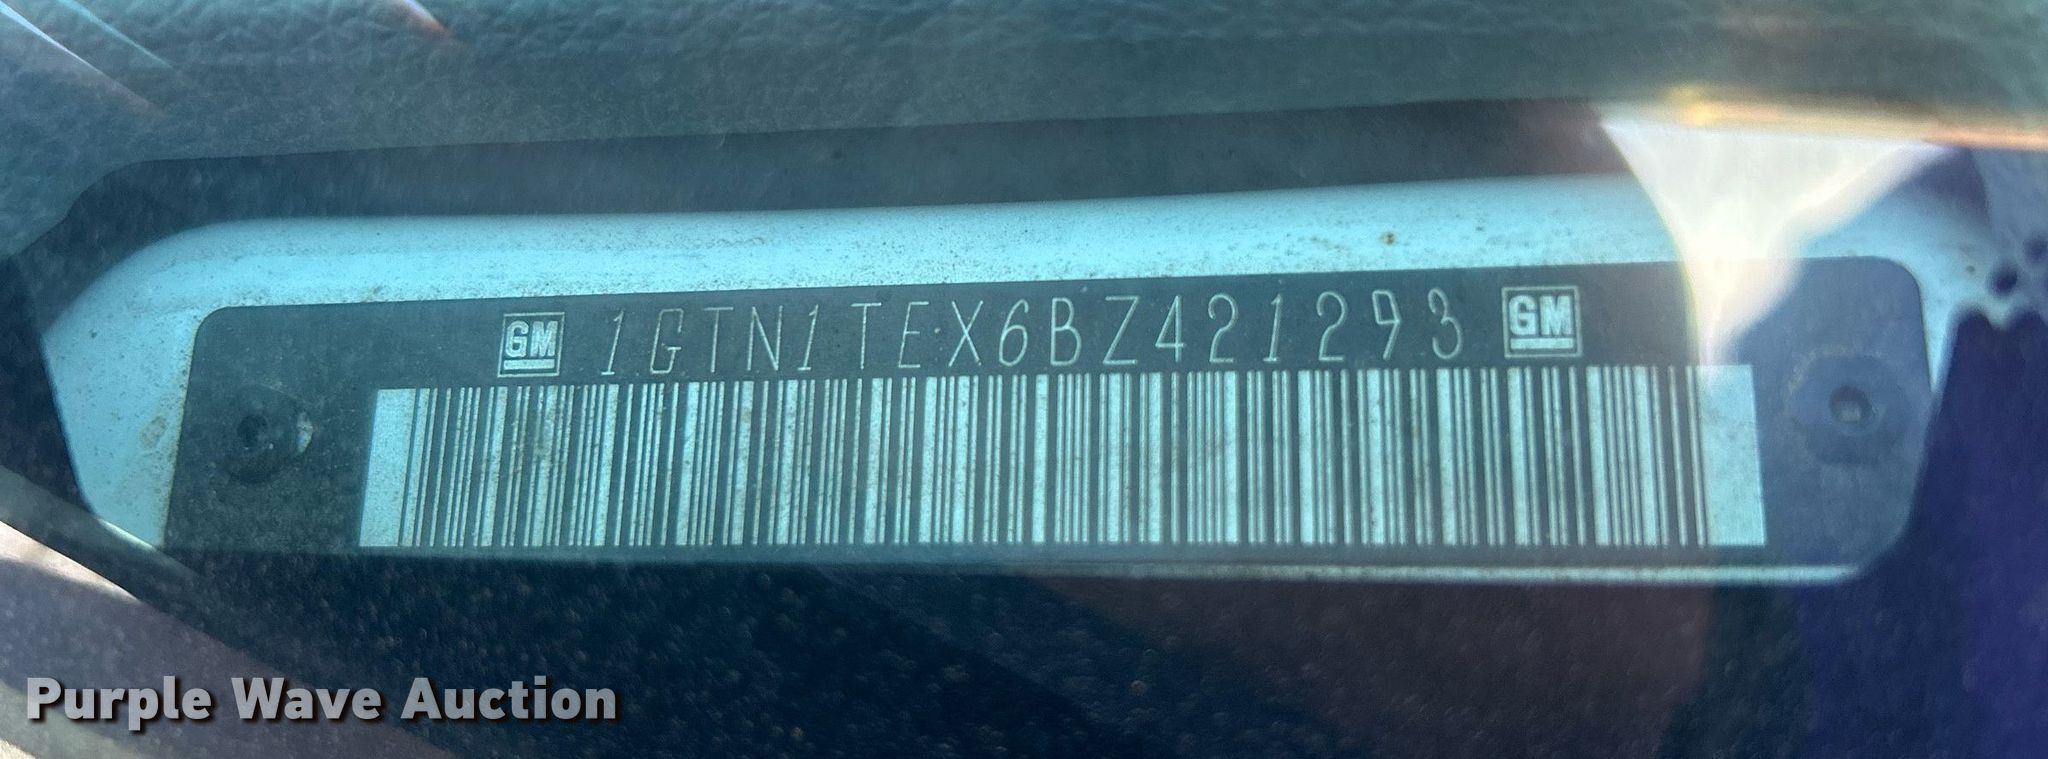 GM 1GTN1TEX6BZ421293 GM
Purple Wave Auction